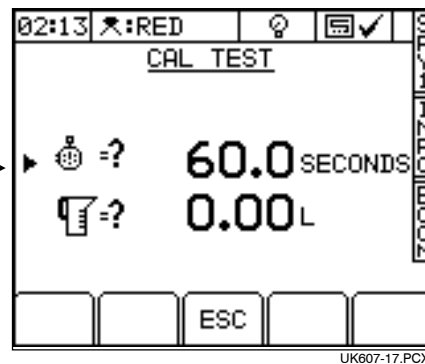 02:13 :RED
CAL TEST
=? 60.0 SECONDS
=? 0.00 L
ESC
UK607-17.PCX